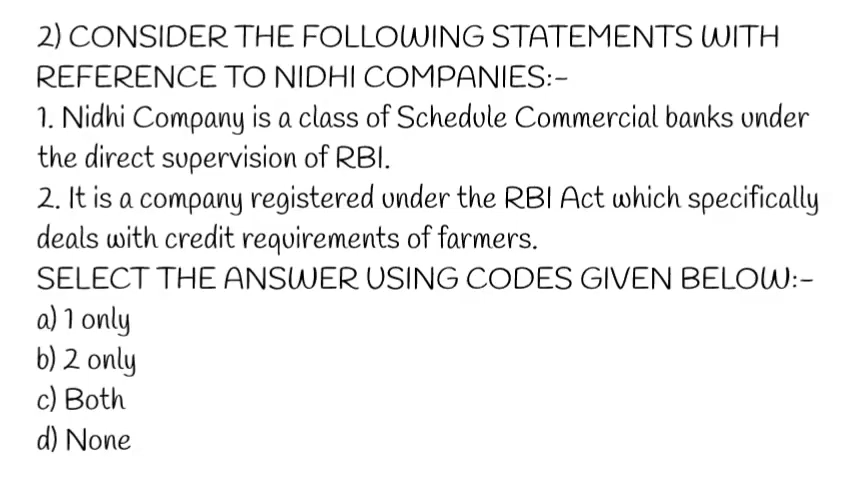 2) CONSIDER THE FOLLOWING STATEMENTS WITH
REFERENCE TO NIDHI COMPANIES:-
1. Nidhi Company is a class of Schedule Commercial banks under
the direct supervision of RBI.
2. It is a company registered under the RBI Act which specifically
deals with credit requirements of farmers.
SELECT THE ANSWER USING CODES GIVEN BELOW:-
a) 1 only
b) 2 only
c) Both
d) None